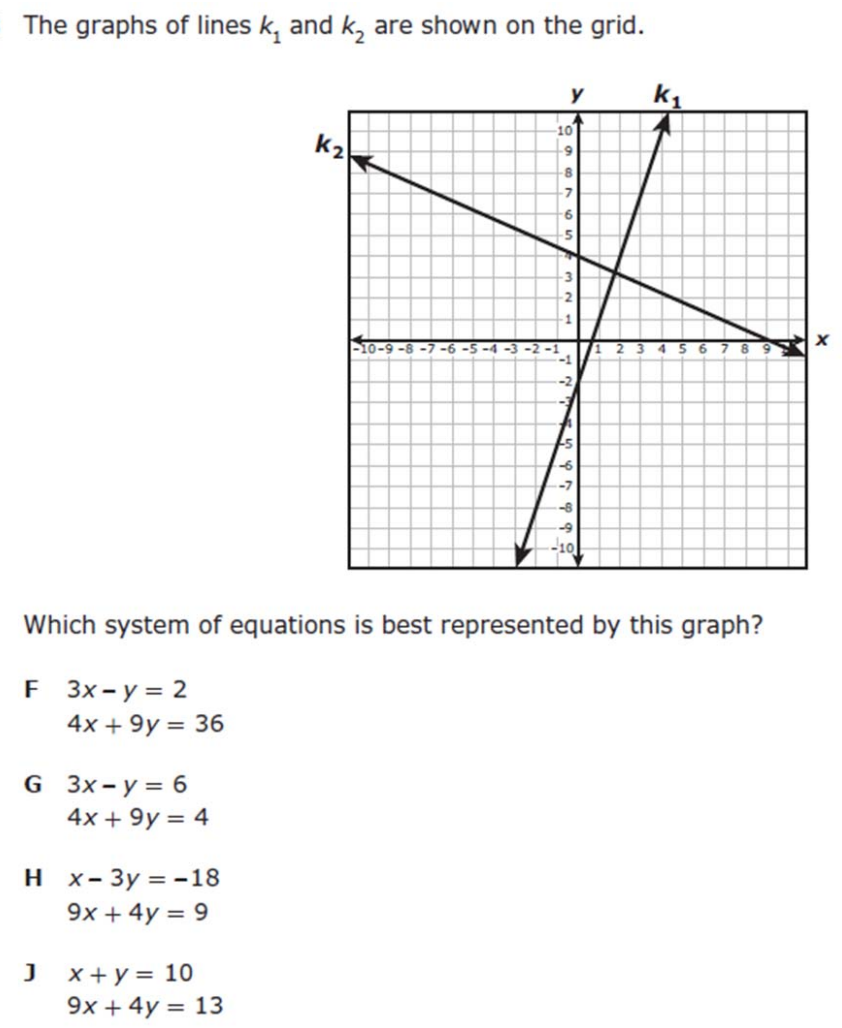 The graphs of lines k₁ and k₂ are shown on the grid.
y
k₁
k₂
10
9
8
7
6
5
4
3
2
1
-10 -9 -8 -7 -6 -5 -4 -3 -2 -1 1 2 3 4 5 6 7 8 9
x
-1
-2
-3
-4
-5
-6
-7
-8
-9
-10
Which system of equations is best represented by this graph?
F 3x – y = 2
4x + 9y = 36
G 3x – y = 6
4x + 9y = 4
H x – 3y = –18
9x + 4y = 9
J x + y = 10
9x + 4y = 13